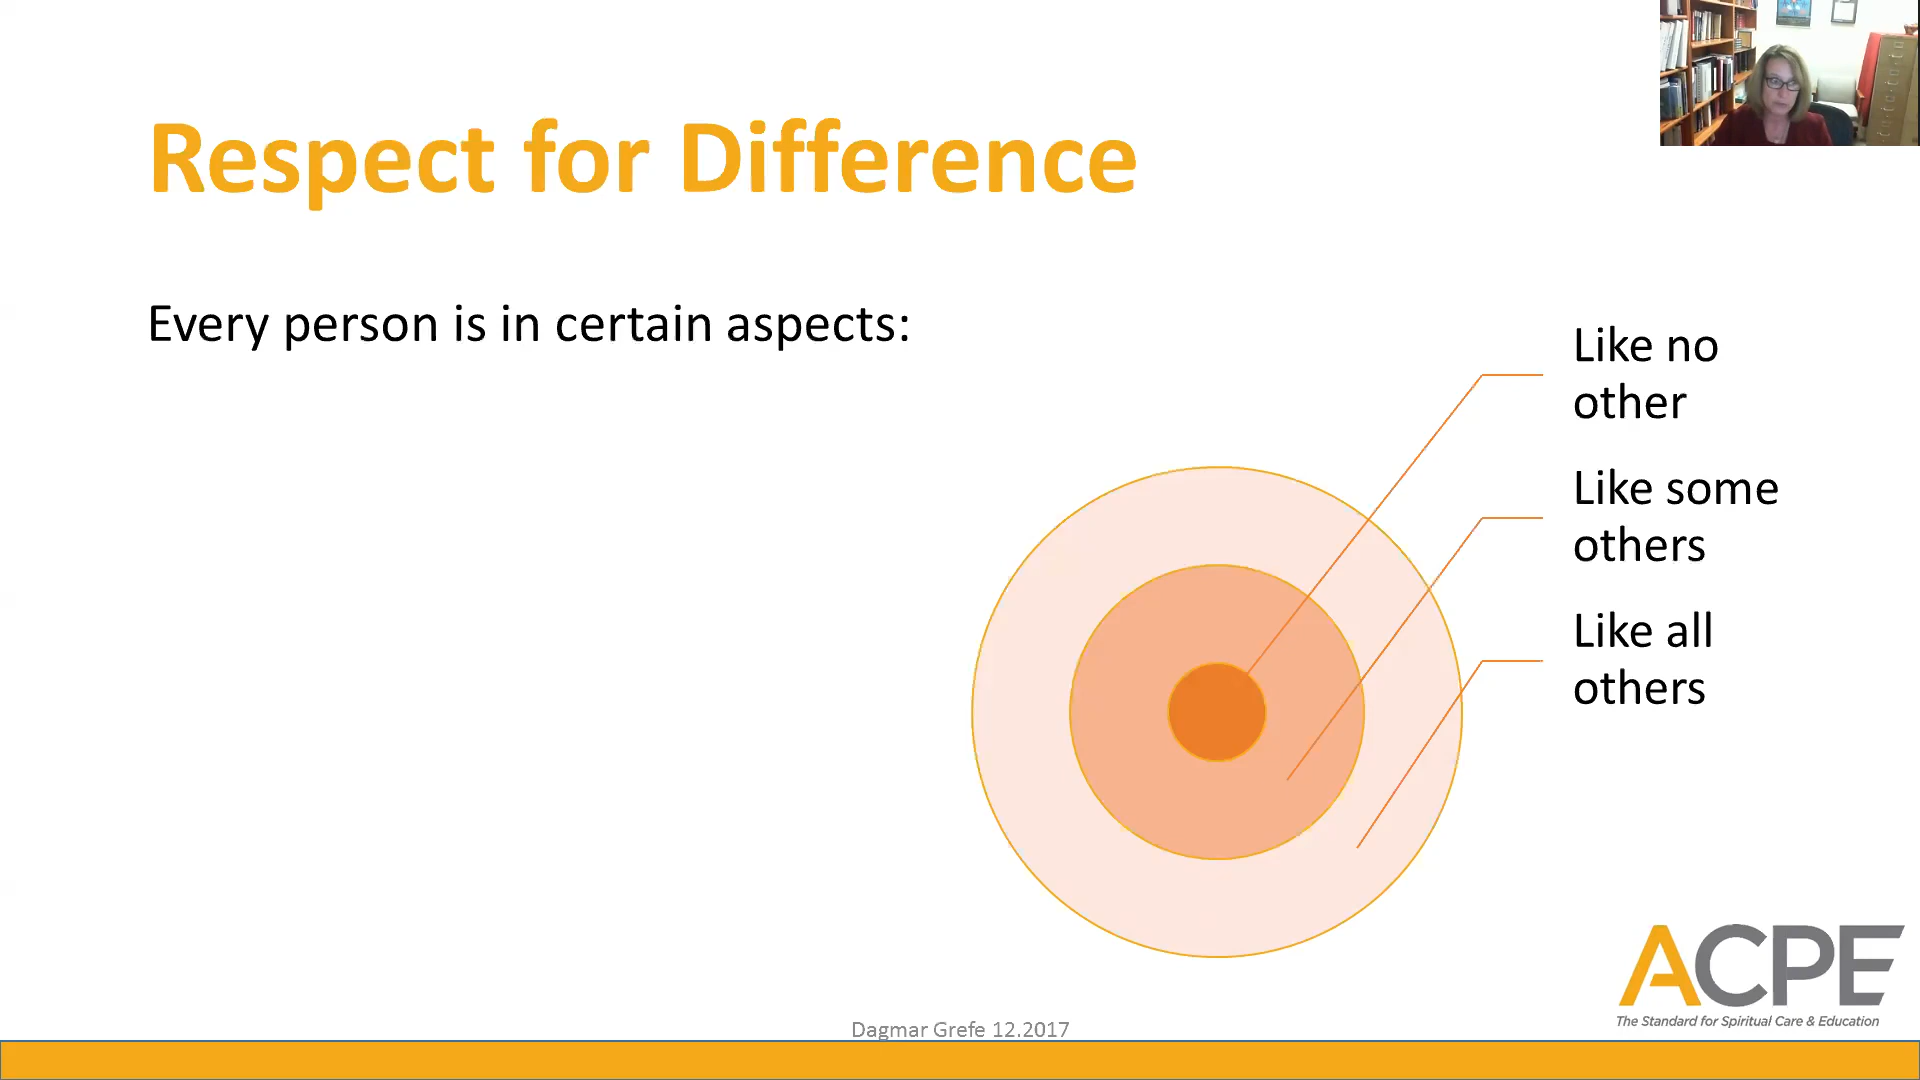 Respect for Difference
Every person is in certain aspects:
Like no
other
Like some
others
Like all
others
ACPE
The Standard for Spiritual Care & Education
Dagmar Grefe 12.2017